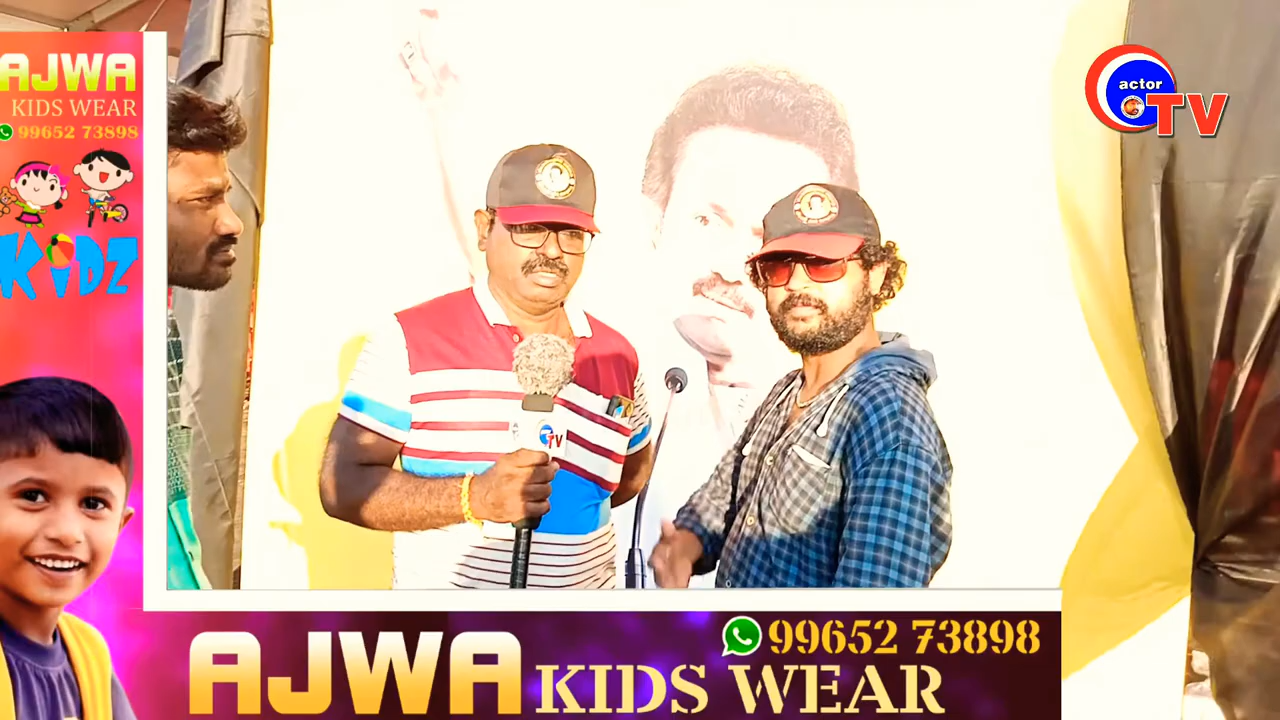 AJWA
KIDS WEAR
99652 73898
KiDZ
actor
TV
TV
AJWA KIDS WEAR
99652 73898